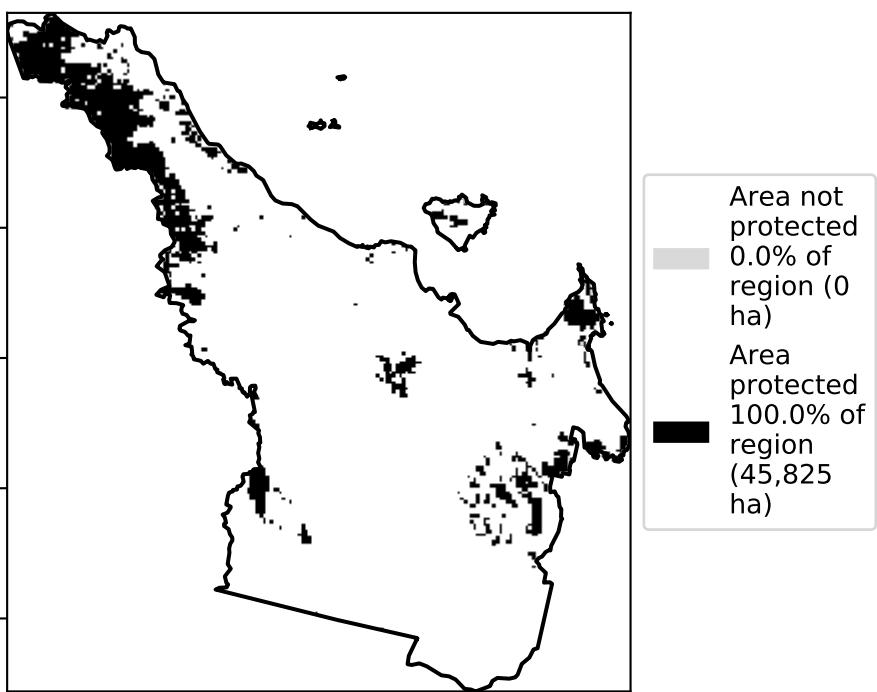 Area not
protected
0.0% of
region (0
ha)
Area
protected
100.0% of
region
(45,825
ha)